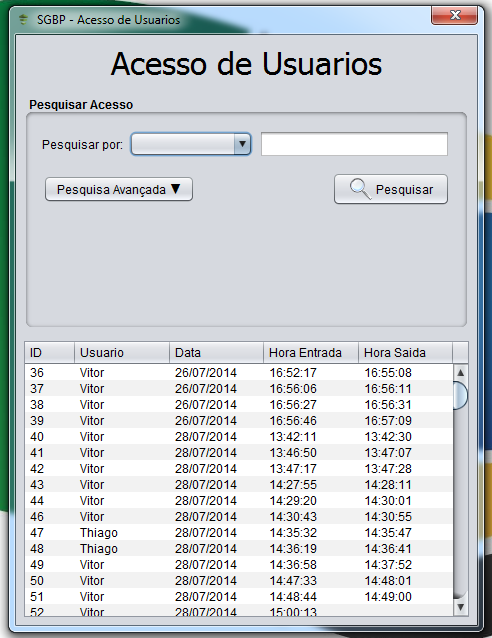 SGBP - Acesso de Usuarios
Acesso de Usuarios
Pesquisar Acesso
Pesquisar por:
Pesquisa Avançada ▼ Pesquisar
ID Usuario Data Hora Entrada Hora Saida
36 Vitor 26/07/2014 16:52:17 16:55:08
37 Vitor 26/07/2014 16:56:06 16:56:11
38 Vitor 26/07/2014 16:56:27 16:56:31
39 Vitor 26/07/2014 16:56:46 16:57:09
40 Vitor 28/07/2014 13:42:11 13:42:30
41 Vitor 28/07/2014 13:46:50 13:47:07
42 Vitor 28/07/2014 13:47:17 13:47:28
43 Vitor 28/07/2014 14:27:55 14:28:11
44 Vitor 28/07/2014 14:29:20 14:30:01
46 Vitor 28/07/2014 14:30:43 14:30:55
47 Thiago 28/07/2014 14:35:32 14:35:47
48 Thiago 28/07/2014 14:36:19 14:36:41
49 Vitor 28/07/2014 14:36:58 14:37:52
50 Vitor 28/07/2014 14:47:33 14:48:01
51 Vitor 28/07/2014 14:48:44 14:49:00
52 Vitor 28/07/2014 15:00:13